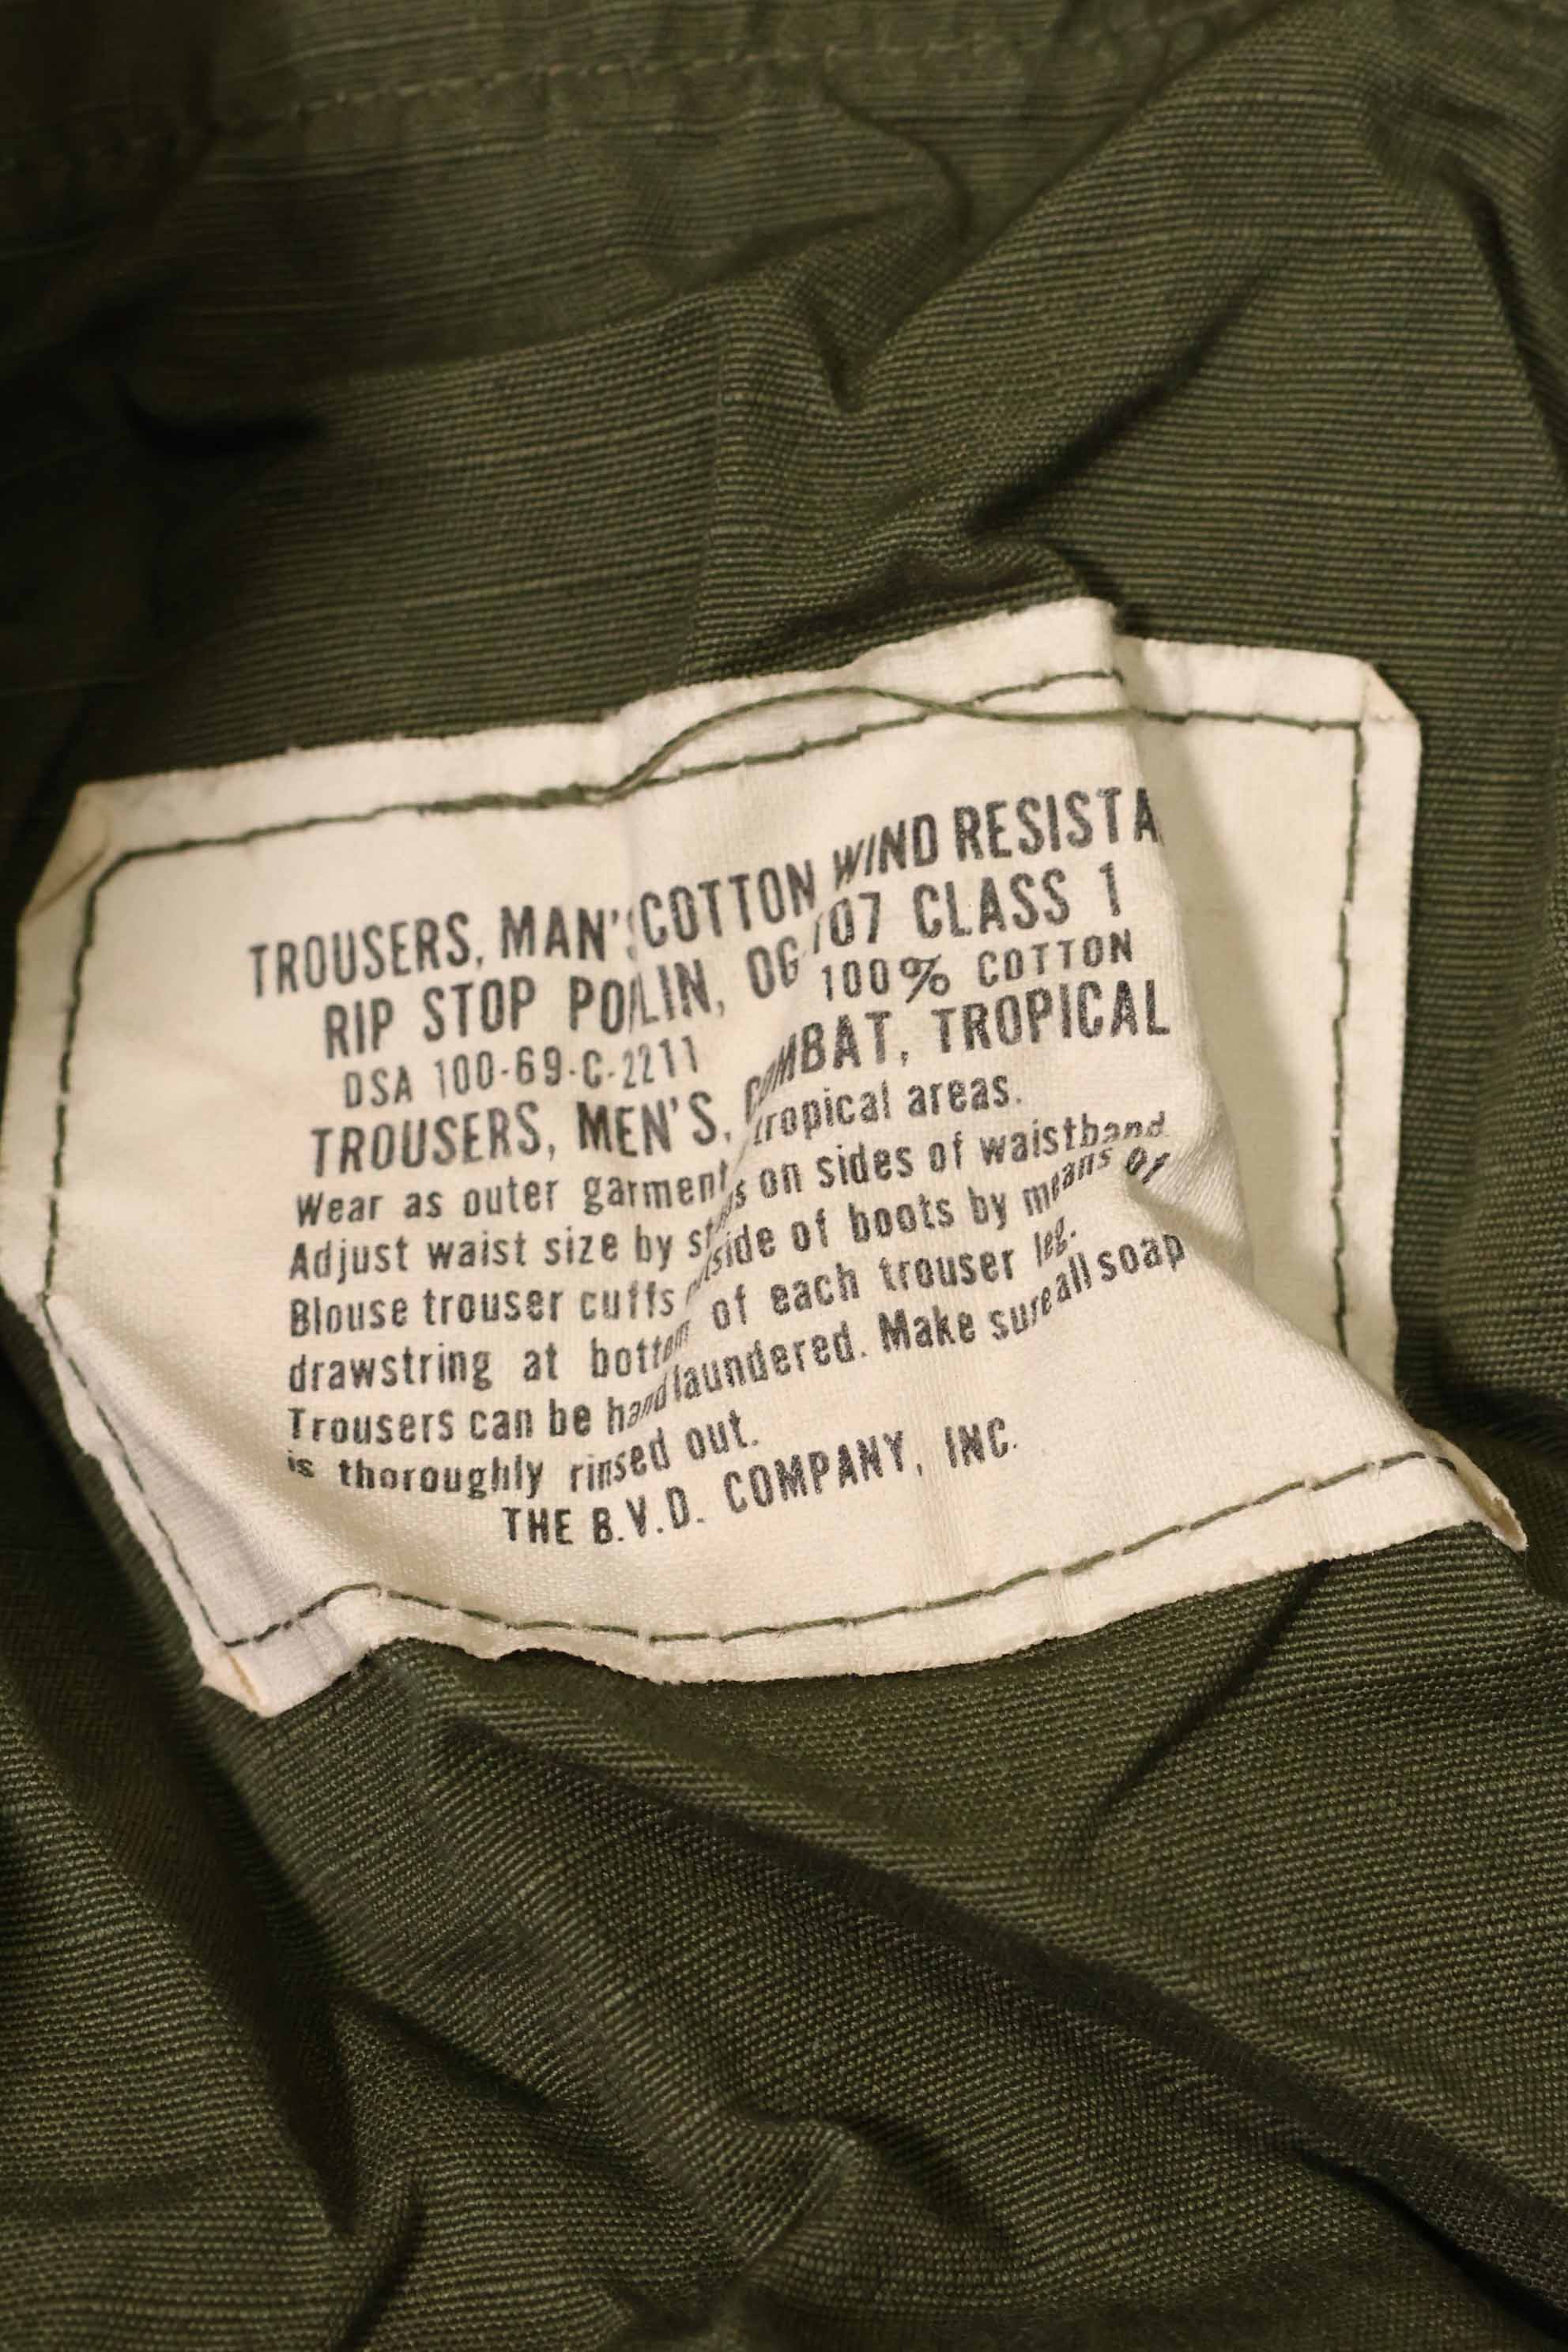 TROUSERS, MAN'S COTTON WIND RESISTA
RIP STOP POPLIN, OG/107 CLASS 1
100% COTTON
DSA 100-69-C-2211
TROUSERS, MEN'S, COMBAT, TROPICAL
Wear as outer garment tropical areas.
Adjust waist size by straps on sides of waistband
Blouse trouser cuffs outside of boots by means of
drawstring at bottom of each trouser leg.
Trousers can be hand laundered. Make sure all soap
is thoroughly rinsed out.
THE B.V.D. COMPANY, INC.